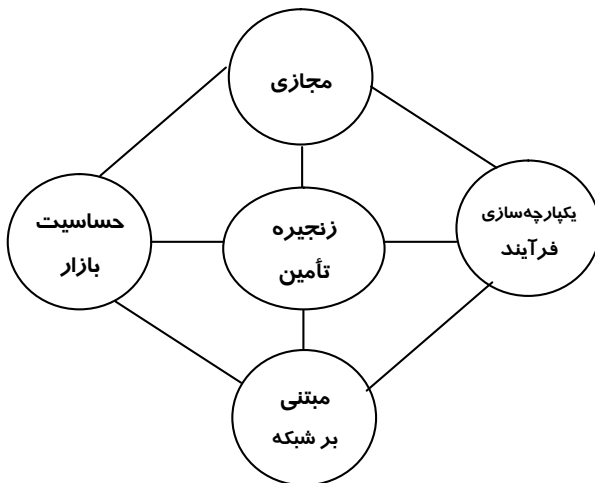 مجازی
یکپارچه‌سازی
فرآیند
زنجیره
تأمین
حساسیت
بازار
مبتنی
بر شبکه